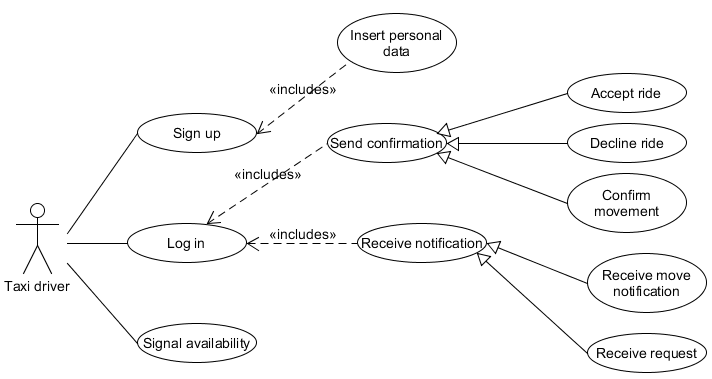 Insert personal
data
«includes»
Accept ride
Sign up
Send confirmation
Decline ride
«includes»
Confirm
movement
«includes»
Log in
Receive notification
Taxi driver
Receive move
notification
Signal availability
Receive request